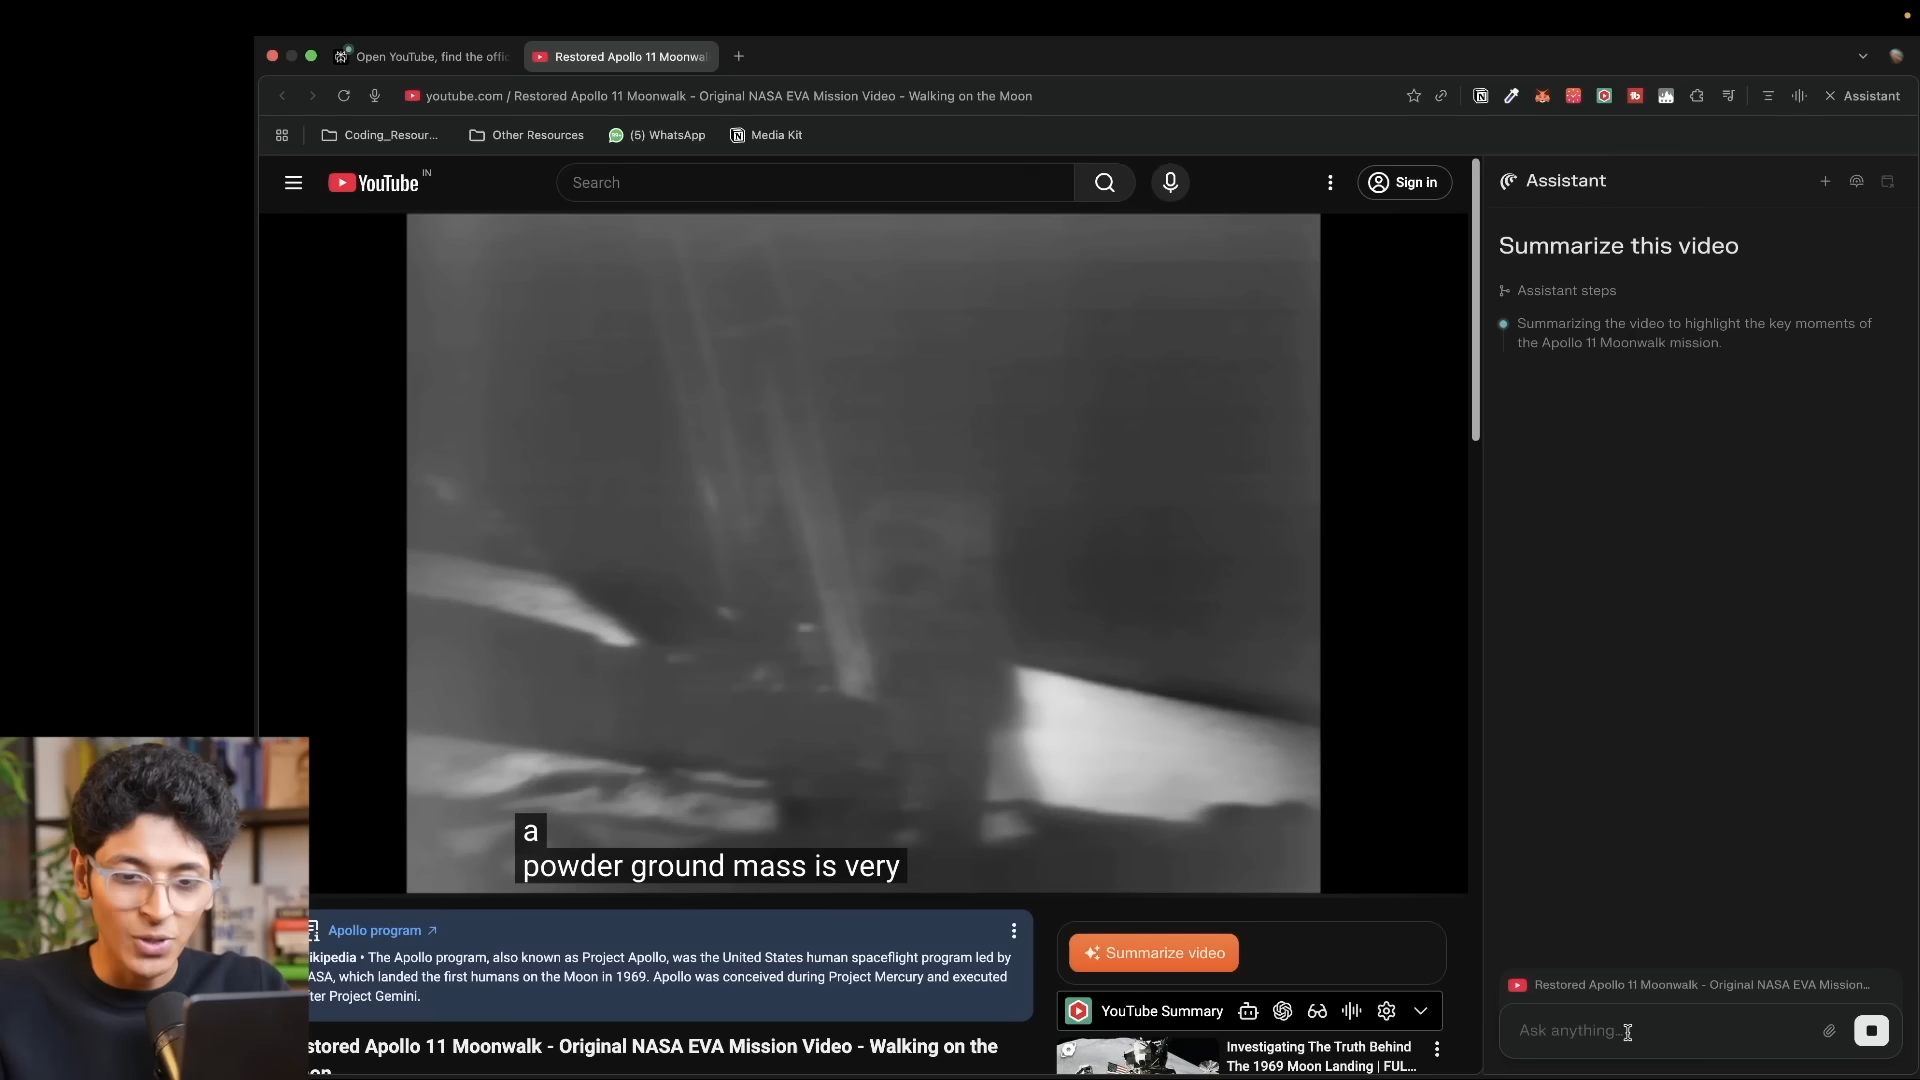 Open YouTube, find the offic
Restored Apollo 11 Moonwa
youtube.com / Restored Apollo 11 Moonwalk - Original NASA EVA Mission Video - Walking on the Moon
Assistant
Coding_Resour...
Other Resources
(5) WhatsApp
Media Kit
YouTube IN
Search
Sign in
Assistant
Summarize this video
Assistant steps
Summarizing the video to highlight the key moments of
the Apollo 11 Moonwalk mission.
a
powder ground mass is very
Apollo program
ikipedia • The Apollo program, also known as Project Apollo, was the United States human spaceflight program led by
ASA, which landed the first humans on the Moon in 1969. Apollo was conceived during Project Mercury and executed
ter Project Gemini.
stored Apollo 11 Moonwalk - Original NASA EVA Mission Video - Walking on the
Summarize video
YouTube Summary
Investigating The Truth Behind
The 1969 Moon Landing | FUL...
Restored Apollo 11 Moonwalk - Original NASA EVA Mission...
Ask anything...